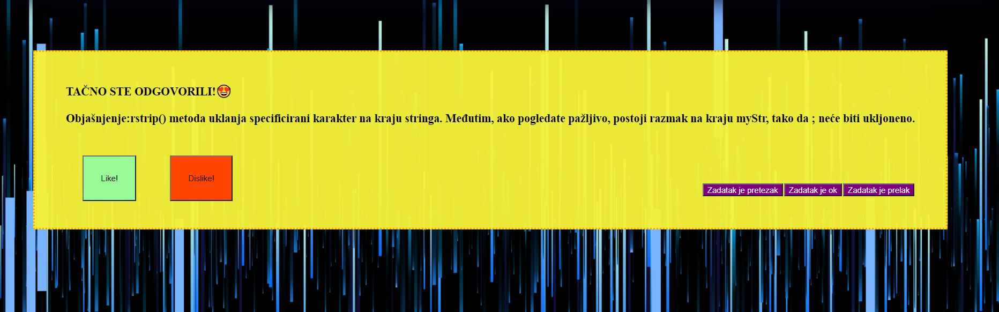 TAČNO STE ODGOVORILI!😍
Objašnjenje:rstrip() metoda uklanja specificirani karakter na kraju stringa. Međutim, ako pogledate pažljivo, postoji razmak na kraju myStr, tako da ; neće biti ukljoneno.
Like! Dislike!
Zadatak je pretezak Zadatak je ok Zadatak je prelak